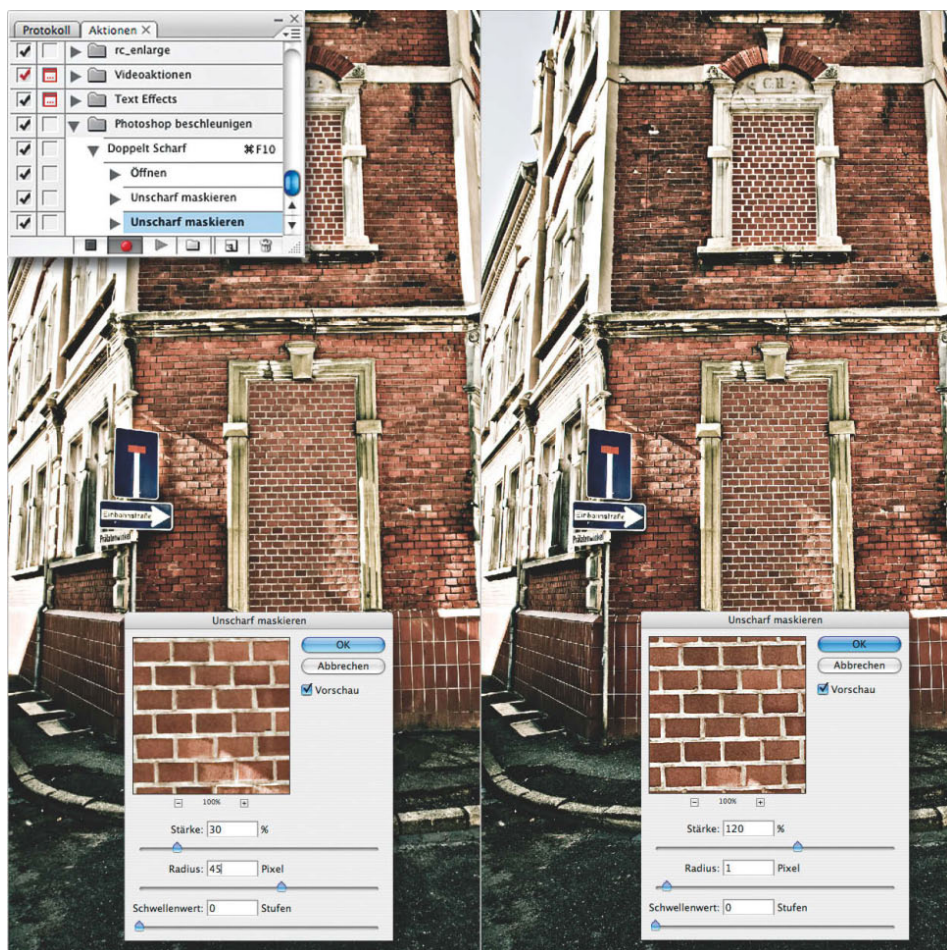 Protokoll Aktionen
rc_enlarge
Videoaktionen
Text Effects
Photoshop beschleunigen
Doppelt Scharf ⌘F10
Öffnen
Unscharf maskieren
Unscharf maskieren
Einbahnstraße
Unscharf maskieren
OK
Abbrechen
Vorschau
100%
Stärke: 30 %
Radius: 45 Pixel
Schwellenwert: 0 Stufen
Einbahnstraße
Unscharf maskieren
OK
Abbrechen
Vorschau
100%
Stärke: 120 %
Radius: 1 Pixel
Schwellenwert: 0 Stufen